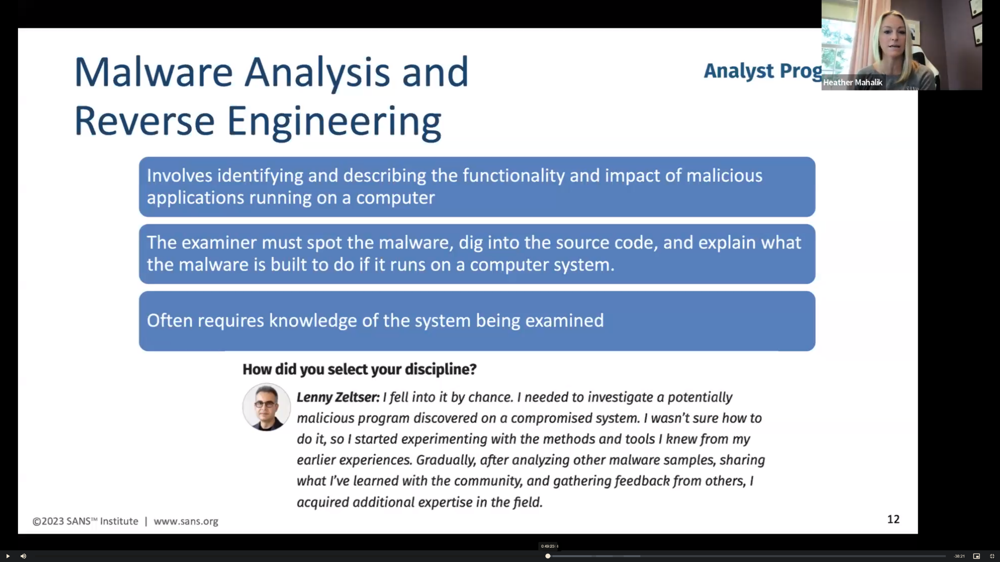 Malware Analysis and
Reverse Engineering
Analyst Prog
Heather Mahalik
Involves identifying and describing the functionality and impact of malicious
applications running on a computer
The examiner must spot the malware, dig into the source code, and explain what
the malware is built to do if it runs on a computer system.
Often requires knowledge of the system being examined
How did you select your discipline?
Lenny Zeltser: I fell into it by chance. I needed to investigate a potentially
malicious program discovered on a compromised system. I wasn't sure how to
do it, so I started experimenting with the methods and tools I knew from my
earlier experiences. Gradually, after analyzing other malware samples, sharing
what I've learned with the community, and gathering feedback from others, I
acquired additional expertise in the field.
©2023 SANS™ Institute | www.sans.org
12
0:49:23
-38:21